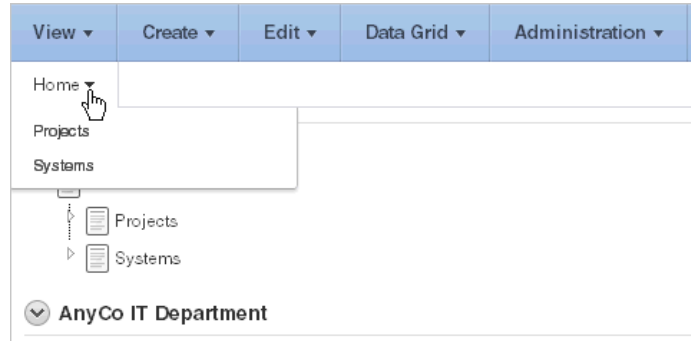 View Create Edit Data Grid Administration
Home
Projects
Systems
Projects
Systems
AnyCo IT Department